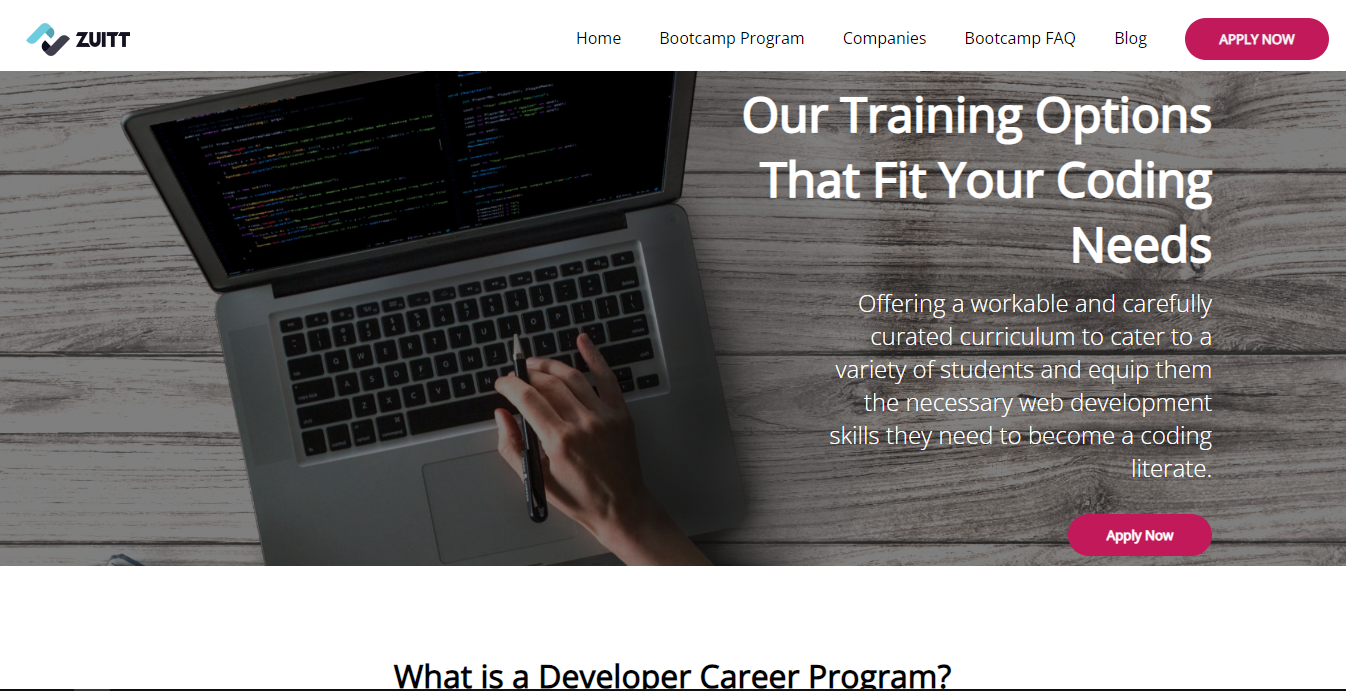 ZUITT
Home
Bootcamp Program
Companies
Bootcamp FAQ
Blog
APPLY NOW
Our Training Options
That Fit Your Coding
Needs
Offering a workable and carefully
curated curriculum to cater to a
variety of students and equip them
the necessary web development
skills they need to become a coding
literate.
Apply Now
What is a Developer Career Program?